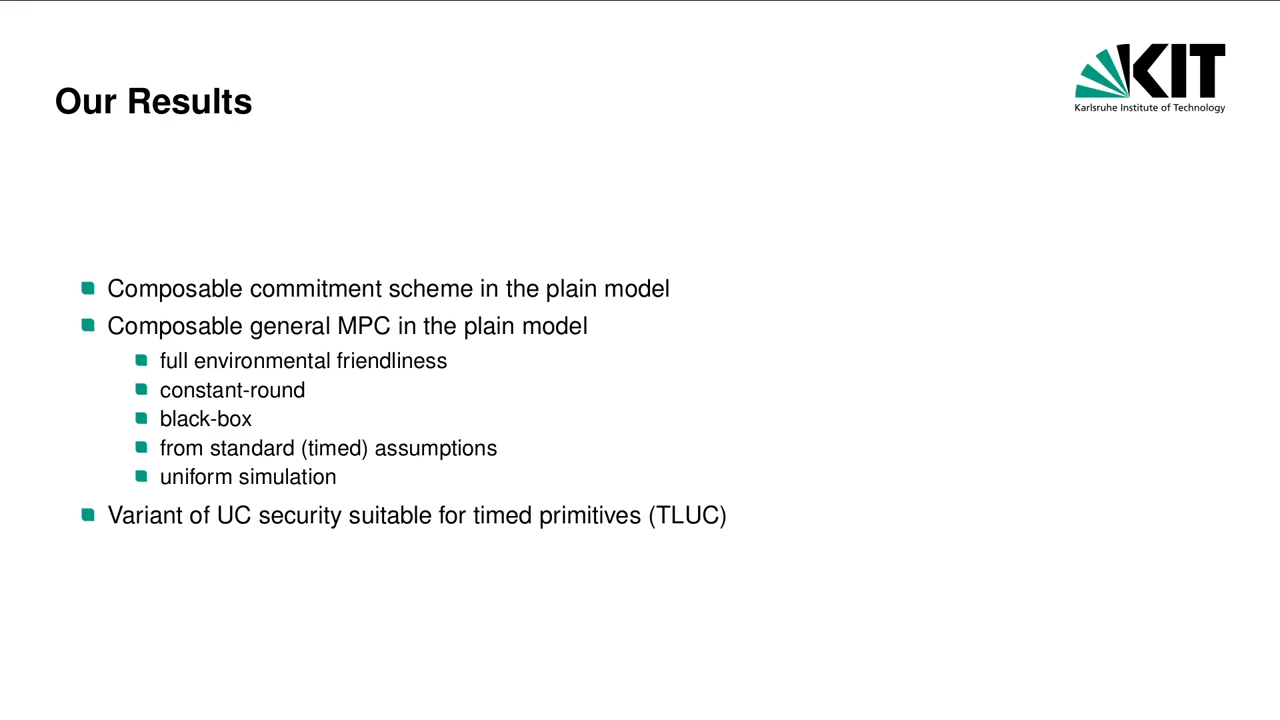 KIT
Karlsruhe Institute of Technology
Our Results
Composable commitment scheme in the plain model
Composable general MPC in the plain model
full environmental friendliness
constant-round
black-box
from standard (timed) assumptions
uniform simulation
Variant of UC security suitable for timed primitives (TLUC)